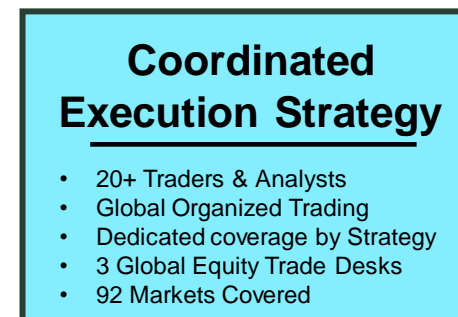 Coordinated
Execution Strategy
• 20+ Traders & Analysts
• Global Organized Trading
• Dedicated coverage by Strategy
• 3 Global Equity Trade Desks
• 92 Markets Covered